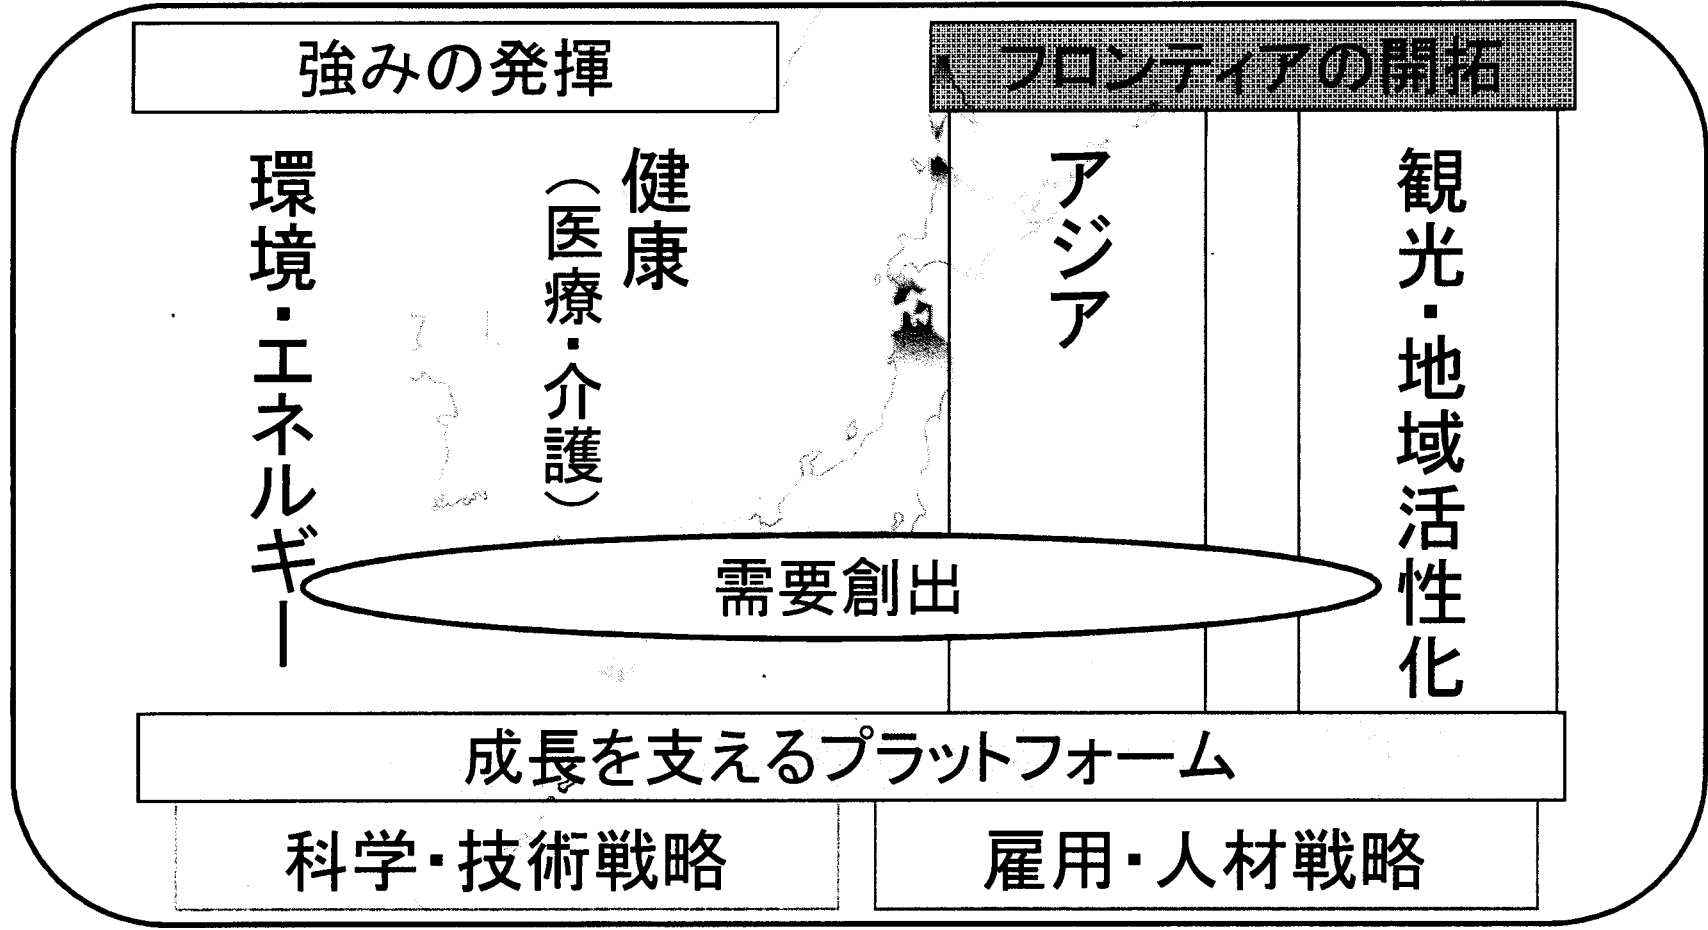 強みの発揮
フロンティアの開拓
環境・エネルギー
健康
（医療・介護）
アジア
観光・地域活性化
需要創出
成長を支えるプラットフォーム
科学・技術戦略
雇用・人材戦略